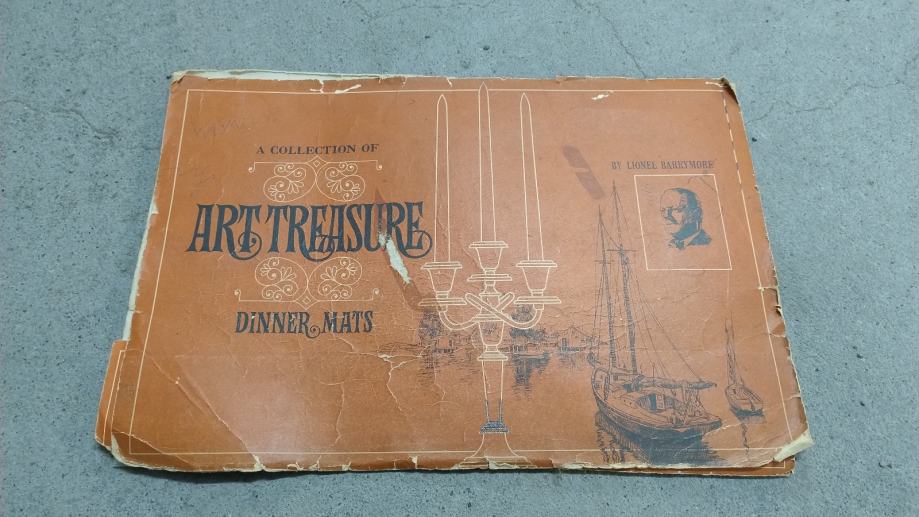 A COLLECTION OF
ART TREASURE
DINNER MATS
BY LIONEL BARRYMORE